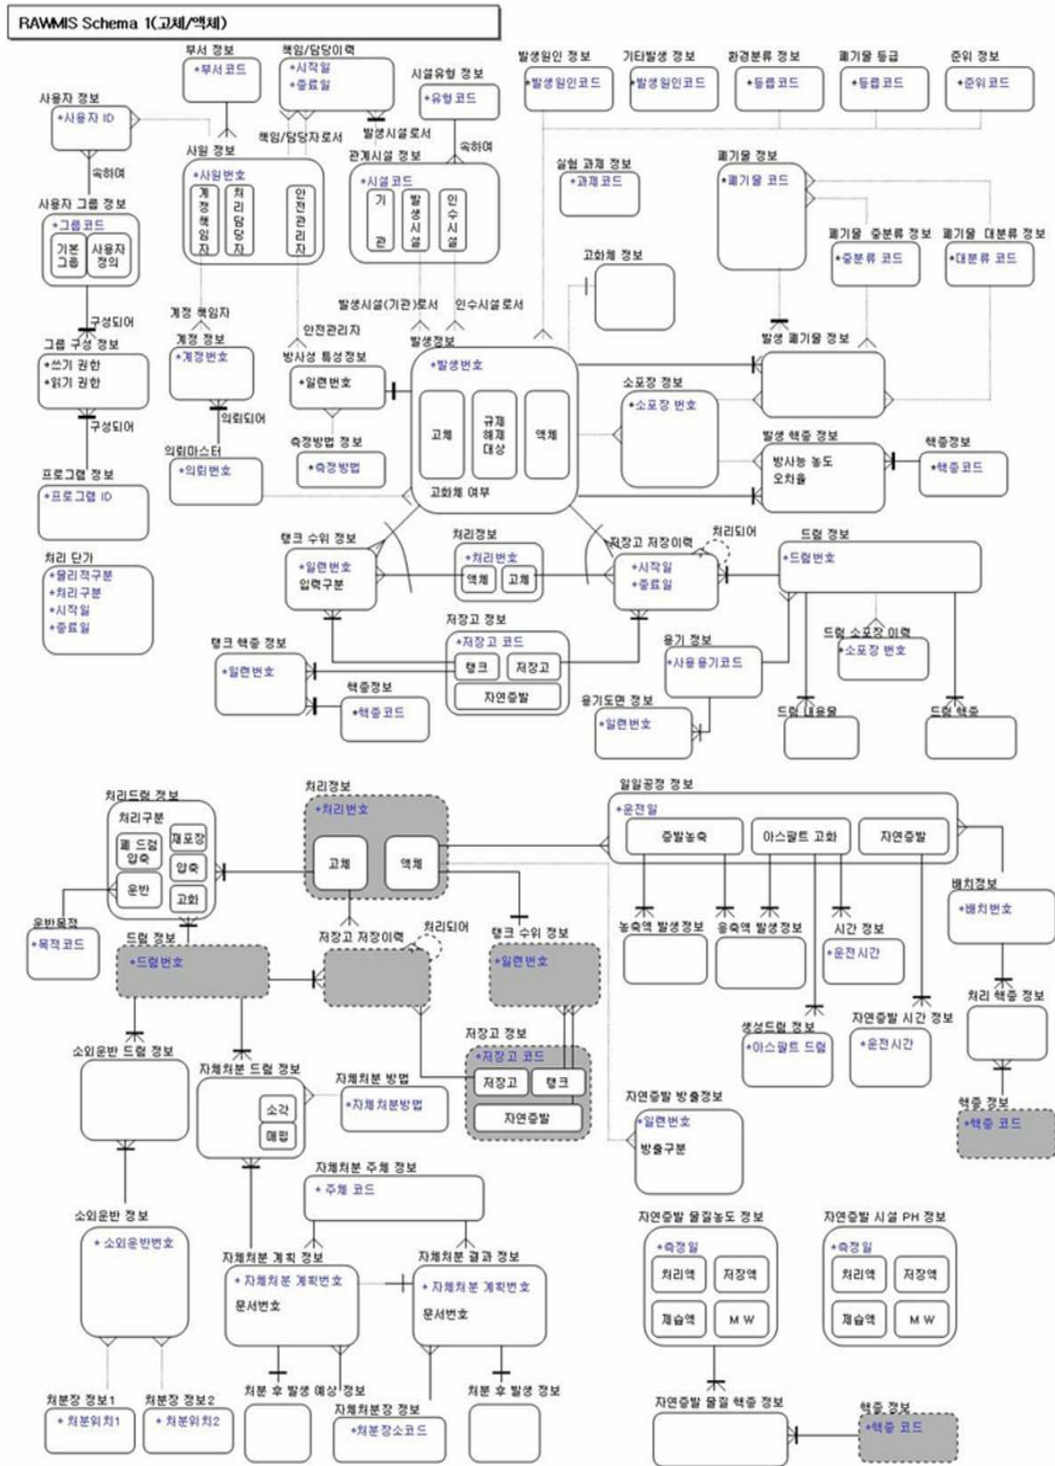 RAWMIS Schema 1(고체/액체)
부서 정보
*부서코드
책임/담당이력
*시작일
*종료일
시설유형 정보
*유형코드
발생원인 정보
*발생원인코드
기타발생 정보
*발생원인코드
환경분류 정보
*등급코드
폐기물 등급
*등급코드
준위 정보
*준위코드
사용자 정보
*사용자 ID
속하여
책임/담당자로서
발생시설로서
속하여
사원 정보
*사원번호
계정책임자
처리담당자
안전관리자
관계시설 정보
*시설코드
기관
발생시설
인수시설
실험 과제 정보
*과제코드
폐기물 정보
*폐기물 코드
사용자 그룹 정보
*그룹코드
기본
그룹
사용자
정의
폐기물 중분류 정보
*중분류 코드
폐기물 대분류 정보
*대분류 코드
고화체 정보
구성되어
계정 책임자
안전관리자
발생시설(기관)로서
인수시설로서
그룹 구성 정보
*쓰기 권한
*읽기 권한
계정 정보
*계정번호
방사성 특성정보
*일련번호
발생정보
*발생번호
고체
규제
해제
대상
액체
고화체 여부
발생 폐기물 정보
소포장 정보
*소포장 번호
구성되어
의뢰되어
측정방법 정보
*측정방법
발생 핵종 정보
방사능 농도
오차율
핵종정보
*핵종코드
의뢰마스터
*의뢰번호
프로그램 정보
*프로그램 ID
처리 단가
*물리적구분
*처리구분
*시작일
*종료일
탱크 수위 정보
*일련번호
입력구분
처리정보
*처리번호
액체
고체
저장고 저장이력
*시작일
*종료일
처리되어
드럼 정보
*드럼번호
저장고 정보
*저장고 코드
탱크
저장고
자연증발
탱크 핵종 정보
*일련번호
핵종정보
*핵종코드
용기 정보
*사용용기코드
드럼 소포장 이력
*소포장 번호
용기도면 정보
*일련번호
드럼 내용물
드럼 핵종
처리드럼 정보
처리구분
폐 드럼
압축
재포장
운반
압축
고화
처리정보
*처리번호
고체
액체
일일공정 정보
*운전일
증발농축
아스팔트 고화
자연증발
운반목적
*목적코드
드럼 정보
*드럼번호
저장고 저장이력
처리되어
탱크 수위 정보
*일련번호
농축액 발생정보
응축액 발생정보
시간 정보
*운전시간
배치정보
*배치번호
처리 핵종 정보
생성드럼 정보
*아스팔트 드럼
자연증발 시간 정보
*운전시간
소외운반 드럼 정보
자체처분 드럼 정보
소각
매립
자체처분 방법
*자체처분방법
저장고 정보
*저장고 코드
저장고
탱크
자연증발
자연증발 방출정보
*일련번호
방출구분
핵종 정보
*핵종 코드
자체처분 주체 정보
* 주체 코드
소외운반 정보
* 소외운반번호
자체처분 계획 정보
* 자체처분 계획번호
문서번호
자체처분 결과 정보
* 자체처분 계획번호
문서번호
자연증발 물질농도 정보
*측정일
처리액
저장액
제습액
M W
자연증발 시설 PH 정보
*측정일
처리액
저장액
제습액
M W
처분장 정보1
* 처분위치1
처분장 정보2
* 처분위치2
처분 후 발생 예상 정보
자체처분장 정보
*처분장소코드
처분 후 발생 정보
자연증발 물질 핵종 정보
핵종 정보
*핵종 코드